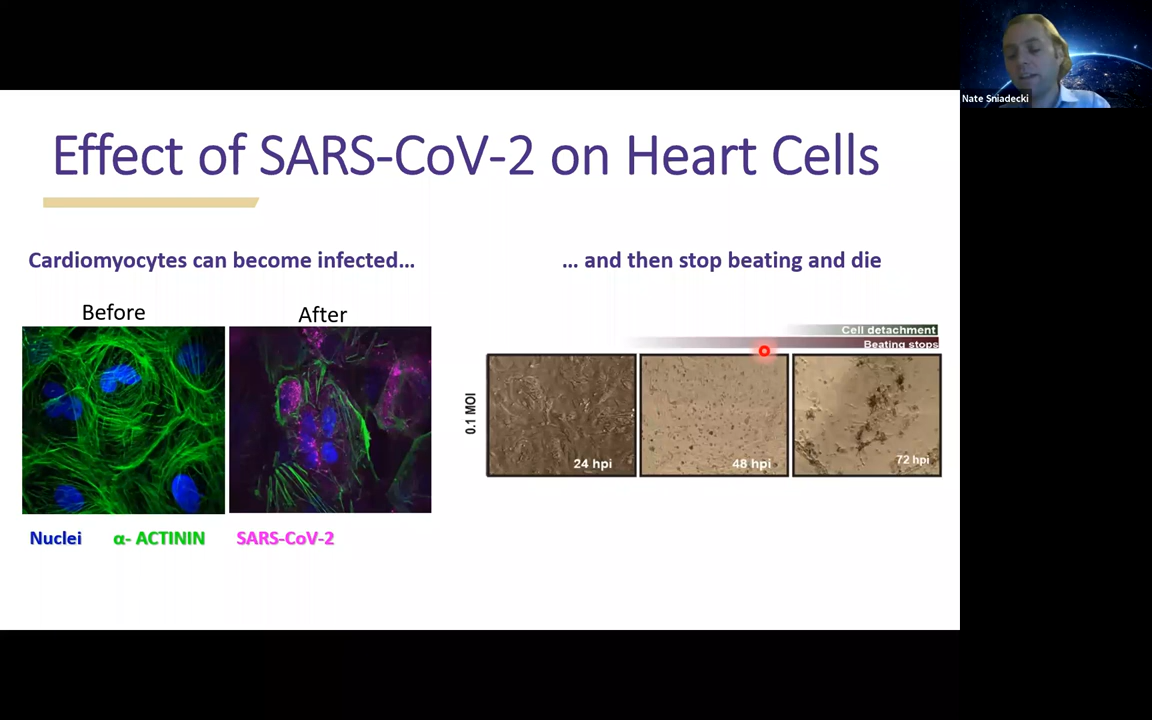 Nate Sniadecki
Effect of SARS-CoV-2 on Heart Cells
Cardiomyocytes can become infected…
Before
After
Nuclei
α- ACTININ
SARS-CoV-2
… and then stop beating and die
Cell detachment
Beating stops
0.1 MOI
24 hpi
48 hpi
72 hpi